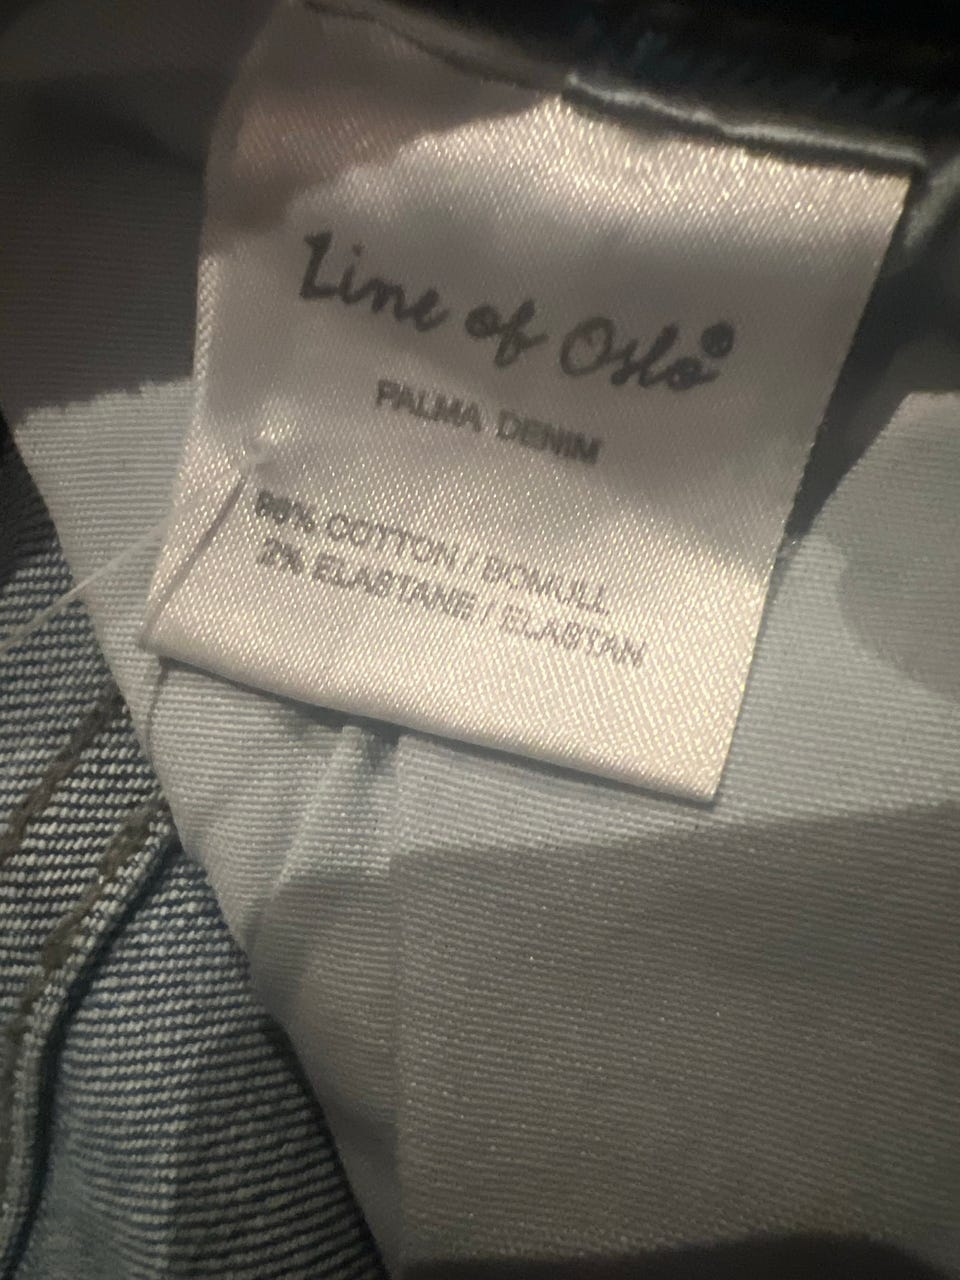 Line of Oslo®
PALMA DENIM
98% COTTON / BOMULL
2% ELASTANE / ELASTAN